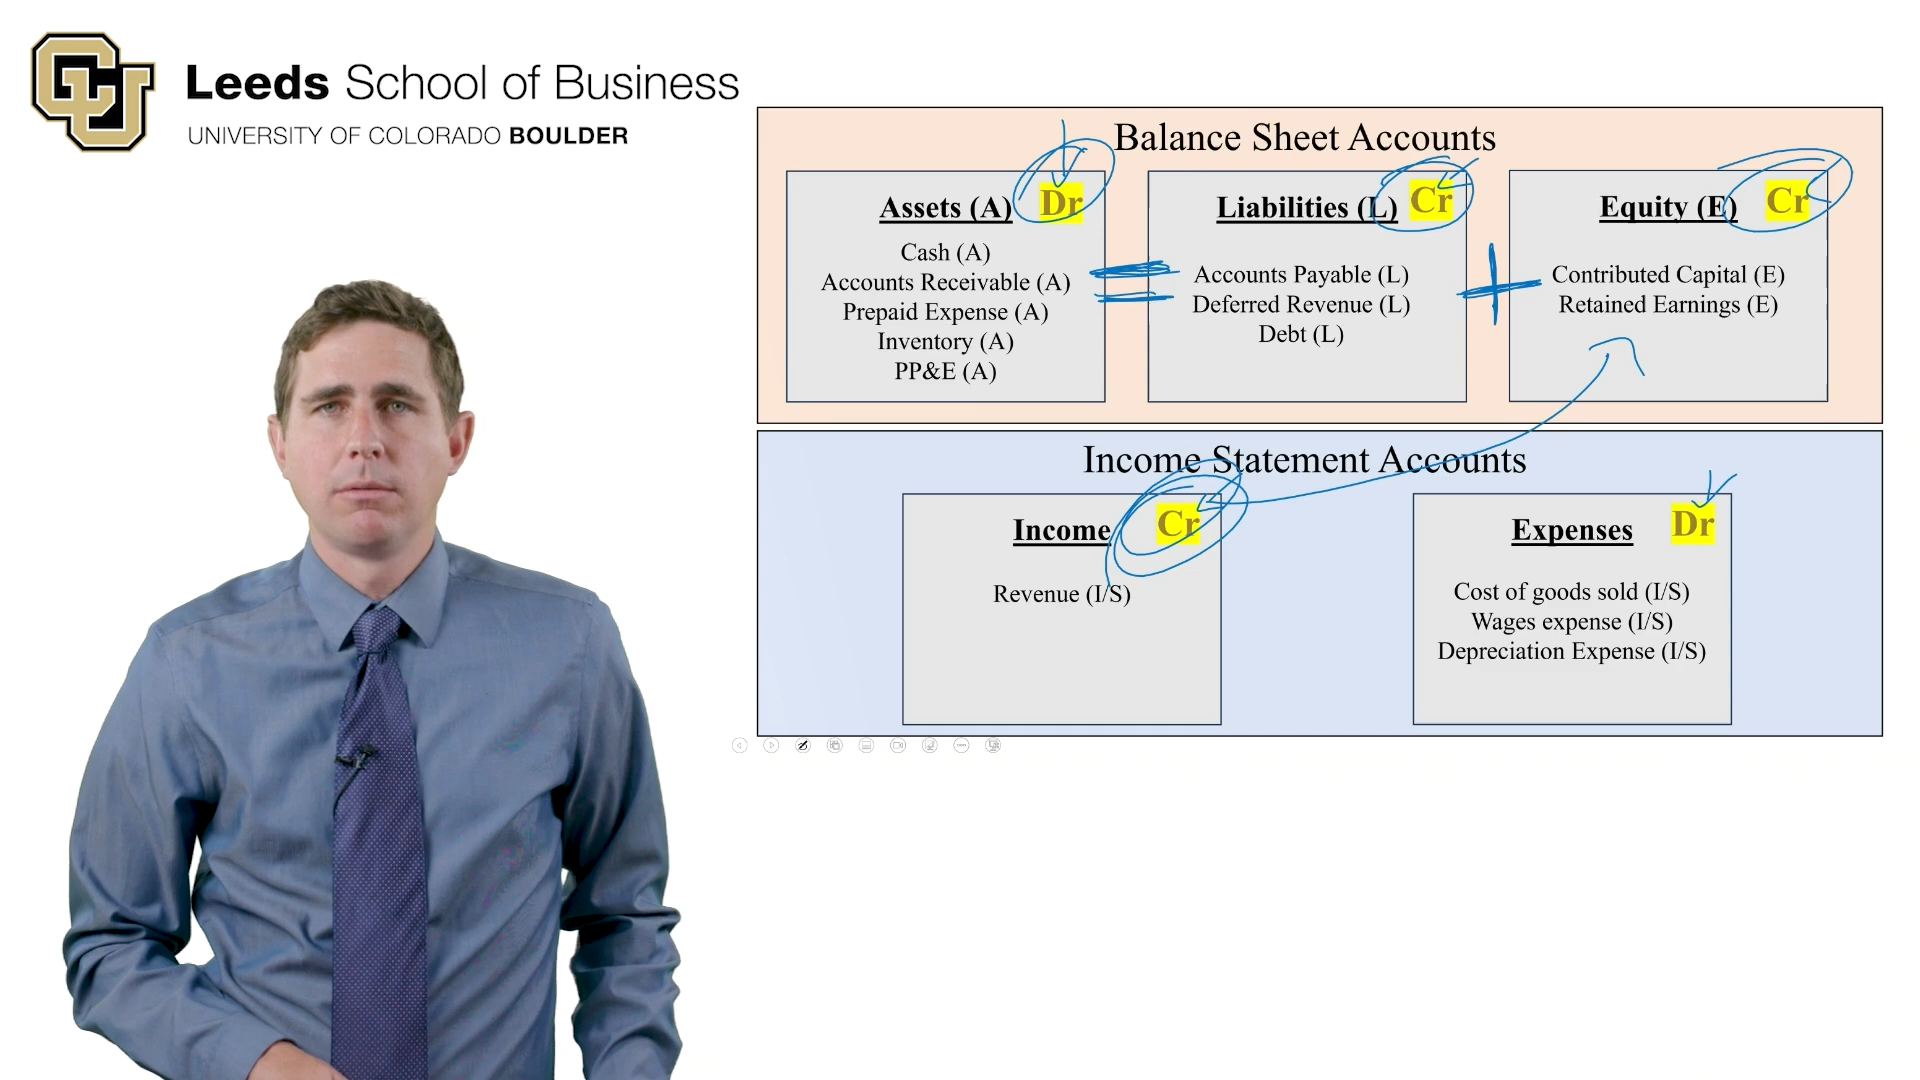 CU
Leeds School of Business
UNIVERSITY OF COLORADO BOULDER
Balance Sheet Accounts
Assets (A) Dr
Cash (A)
Accounts Receivable (A)
Prepaid Expense (A)
Inventory (A)
PP&E (A)
=
Liabilities (L) Cr
Accounts Payable (L)
Deferred Revenue (L)
Debt (L)
+
Equity (E) Cr
Contributed Capital (E)
Retained Earnings (E)
Income Statement Accounts
Income Cr
Revenue (I/S)
Expenses Dr
Cost of goods sold (I/S)
Wages expense (I/S)
Depreciation Expense (I/S)